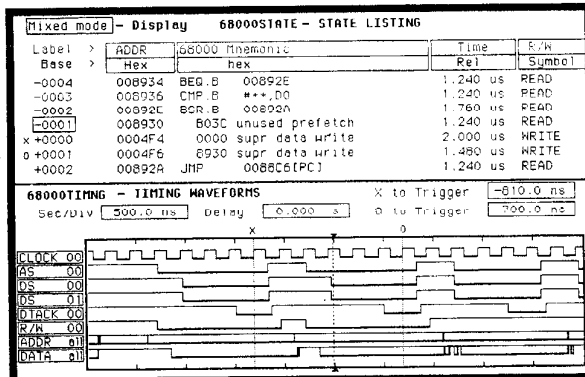 Mixed mode - Display 68000STATE - STATE LISTING
Label > ADDR 68000 Mnemonic Time R/W
Base > Hex hex Rel Symbol
-0004 008934 BEQ.B 00892E 1.240 us READ
-0003 008936 CMP.B #**,D0 1.240 us READ
-0002 00892E BSR.B 00892A 1.760 us READ
-0001 008930 B03C unused prefetch 1.240 us READ
x +0000 0004F4 0000 supr data write 2.000 us WRITE
o +0001 0004F6 8930 supr data write 1.480 us WRITE
+0002 00892A JMP 0088C6[PC] 1.240 us READ
68000TIMNG - TIMING WAVEFORMS X to Trigger -810.0 ns
Sec/Div 500.0 ns Delay 0.000 s O to Trigger 700.0 ns
X O
CLOCK 00
AS 00
DS 00
DS 01
DTACK 00
R/W 00
ADDR all
DATA all